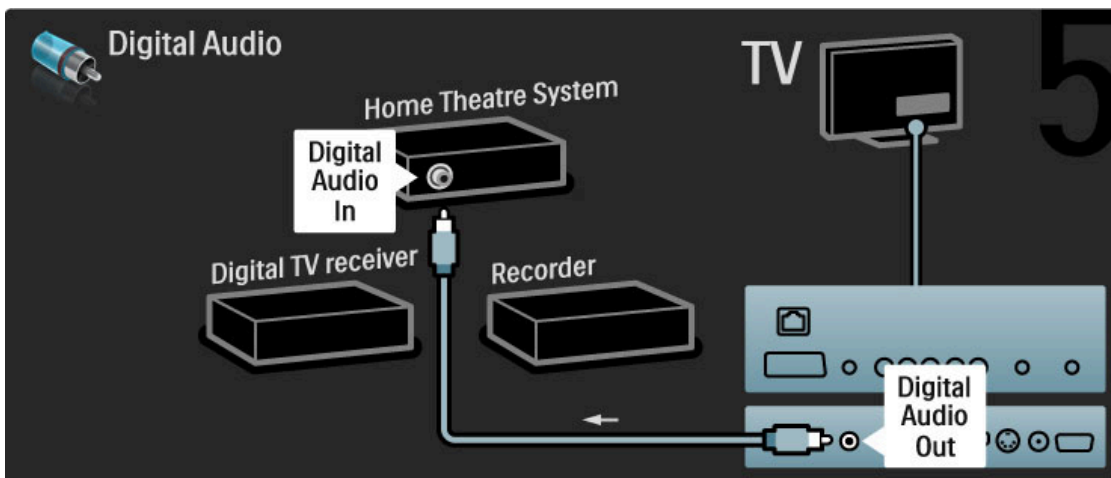 Digital Audio
TV
5
Home Theatre System
Digital
Audio
In
Digital TV receiver
Recorder
Digital
Audio
Out